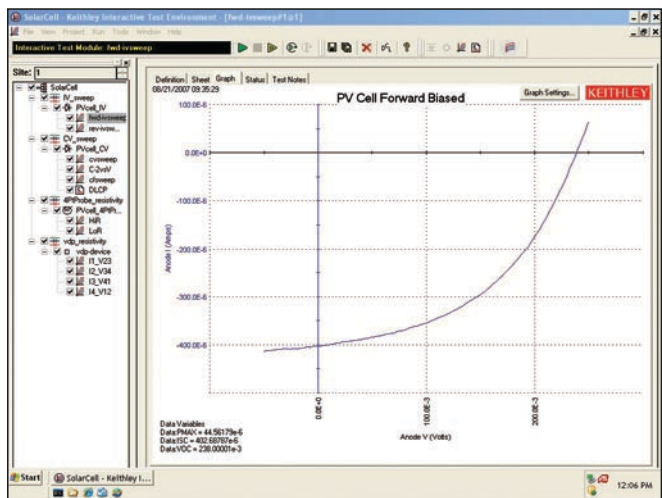 SolarCell - Keithley Interactive Test Environment - [fwd-ivsweep#1@1]
File View Project Run Tools Window Help
Interactive Test Module: fwd-ivsweep
Site: 1
SolarCell
IV_sweep
PVcell_IV
fwd-ivsweep
rev-ivsw...
CV_sweep
PVcell_CV
cvsweep
C-2vsV
cfsweep
DLCP
4PtProbe_resistivity
PVcell_4PtPr...
HiR
LoR
vdp_resistivity
vdp-device
I1_V23
I2_V34
I3_V41
I4_V12
Definition Sheet Graph Status Test Notes
08/21/2007 09:35:29
PV Cell Forward Biased
Graph Settings...
KEITHLEY
100.0E-6
0.0E+0
-100.0E-6
-200.0E-6
-300.0E-6
-400.0E-6
Anode I (Amps)
0.0E+0
100.0E-3
200.0E-3
Anode V (Volts)
Data Variables
Data:PMAX = 44.56179e-6
Data:ISC = 402.68787e-6
Data:VOC = 238.00001e-3
Start
SolarCell - Keithley I...
12:06 PM